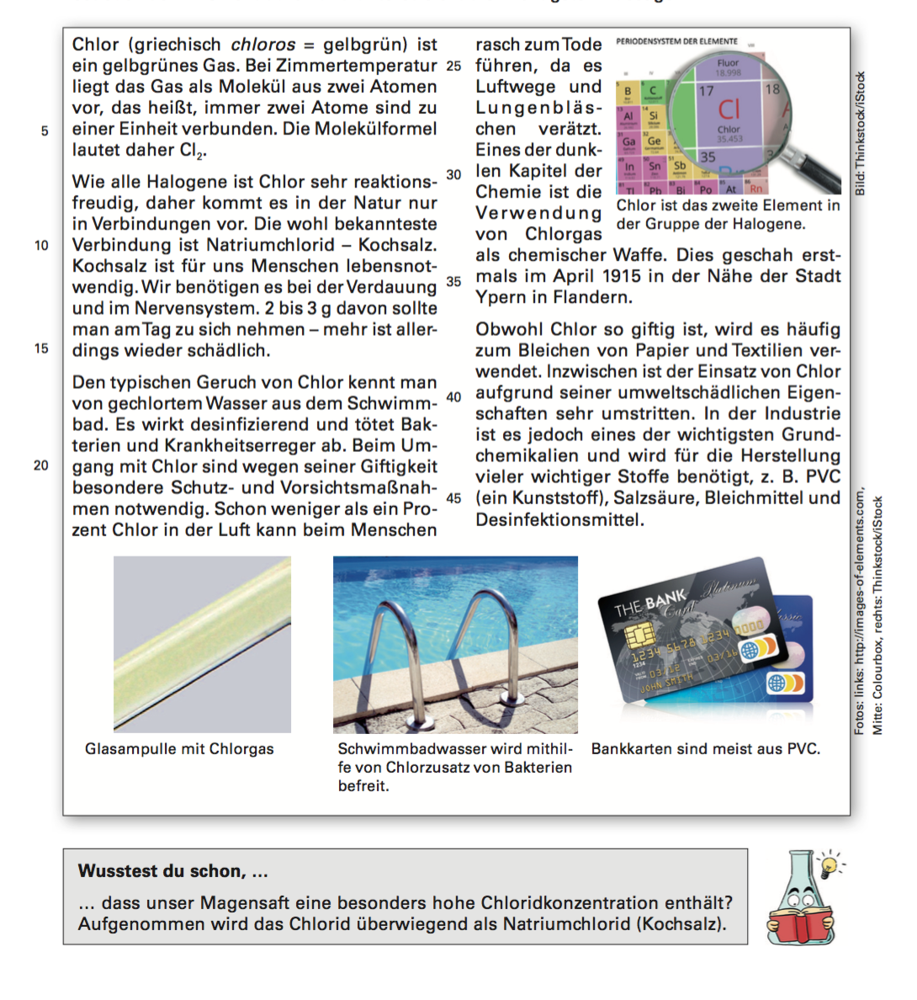 Chlor (griechisch chloros = gelbgrün) ist
ein gelbgrünes Gas. Bei Zimmertemperatur
liegt das Gas als Molekül aus zwei Atomen
vor, das heißt, immer zwei Atome sind zu
5 einer Einheit verbunden. Die Molekülformel
lautet daher Cl₂.
Wie alle Halogene ist Chlor sehr reaktions-
freudig, daher kommt es in der Natur nur
in Verbindungen vor. Die wohl bekannteste
10 Verbindung ist Natriumchlorid – Kochsalz.
Kochsalz ist für uns Menschen lebensnot-
wendig. Wir benötigen es bei der Verdauung
und im Nervensystem. 2 bis 3 g davon sollte
man am Tag zu sich nehmen – mehr ist aller-
15 dings wieder schädlich.
Den typischen Geruch von Chlor kennt man
von gechlortem Wasser aus dem Schwimm-
bad. Es wirkt desinfizierend und tötet Bak-
terien und Krankheitserreger ab. Beim Um-
20 gang mit Chlor sind wegen seiner Giftigkeit
besondere Schutz- und Vorsichtsmaßnah-
men notwendig. Schon weniger als ein Pro-
zent Chlor in der Luft kann beim Menschen
rasch zum Tode
25 führen, da es
Luftwege und
Lungenbläs-
chen verätzt.
Eines der dunk-
30 len Kapitel der
Chemie ist die
Verwendung
von Chlorgas
als chemischer Waffe. Dies geschah erst-
35 mals im April 1915 in der Nähe der Stadt
Ypern in Flandern.
Obwohl Chlor so giftig ist, wird es häufig
zum Bleichen von Papier und Textilien ver-
wendet. Inzwischen ist der Einsatz von Chlor
40 aufgrund seiner umweltschädlichen Eigen-
schaften sehr umstritten. In der Industrie
ist es jedoch eines der wichtigsten Grund-
chemikalien und wird für die Herstellung
vieler wichtiger Stoffe benötigt, z. B. PVC
45 (ein Kunststoff), Salzsäure, Bleichmittel und
Desinfektionsmittel.
PERIODENSYSTEM DER ELEMENTE
Fluor
18.998
17 18
Cl
Chlor
35.453
35
B C
Al Si
Ga Ge
In Sn Sb
Tl Pb Bi Po At Rn
Chlor ist das zweite Element in
der Gruppe der Halogene.
Bild: Thinkstock/iStock
THE BANK
Platinum
Card
1234 5678 1234 0000
1234
03/12 03/16
JOHN SMITH
Glasampulle mit Chlorgas
Schwimmbadwasser wird mithil-
fe von Chlorzusatz von Bakterien
befreit.
Bankkarten sind meist aus PVC.
Fotos: links: http://images-of-elements.com,
Mitte: Colourbox, rechts: Thinkstock/iStock
Wusstest du schon, …
… dass unser Magensaft eine besonders hohe Chloridkonzentration enthält?
Aufgenommen wird das Chlorid überwiegend als Natriumchlorid (Kochsalz).